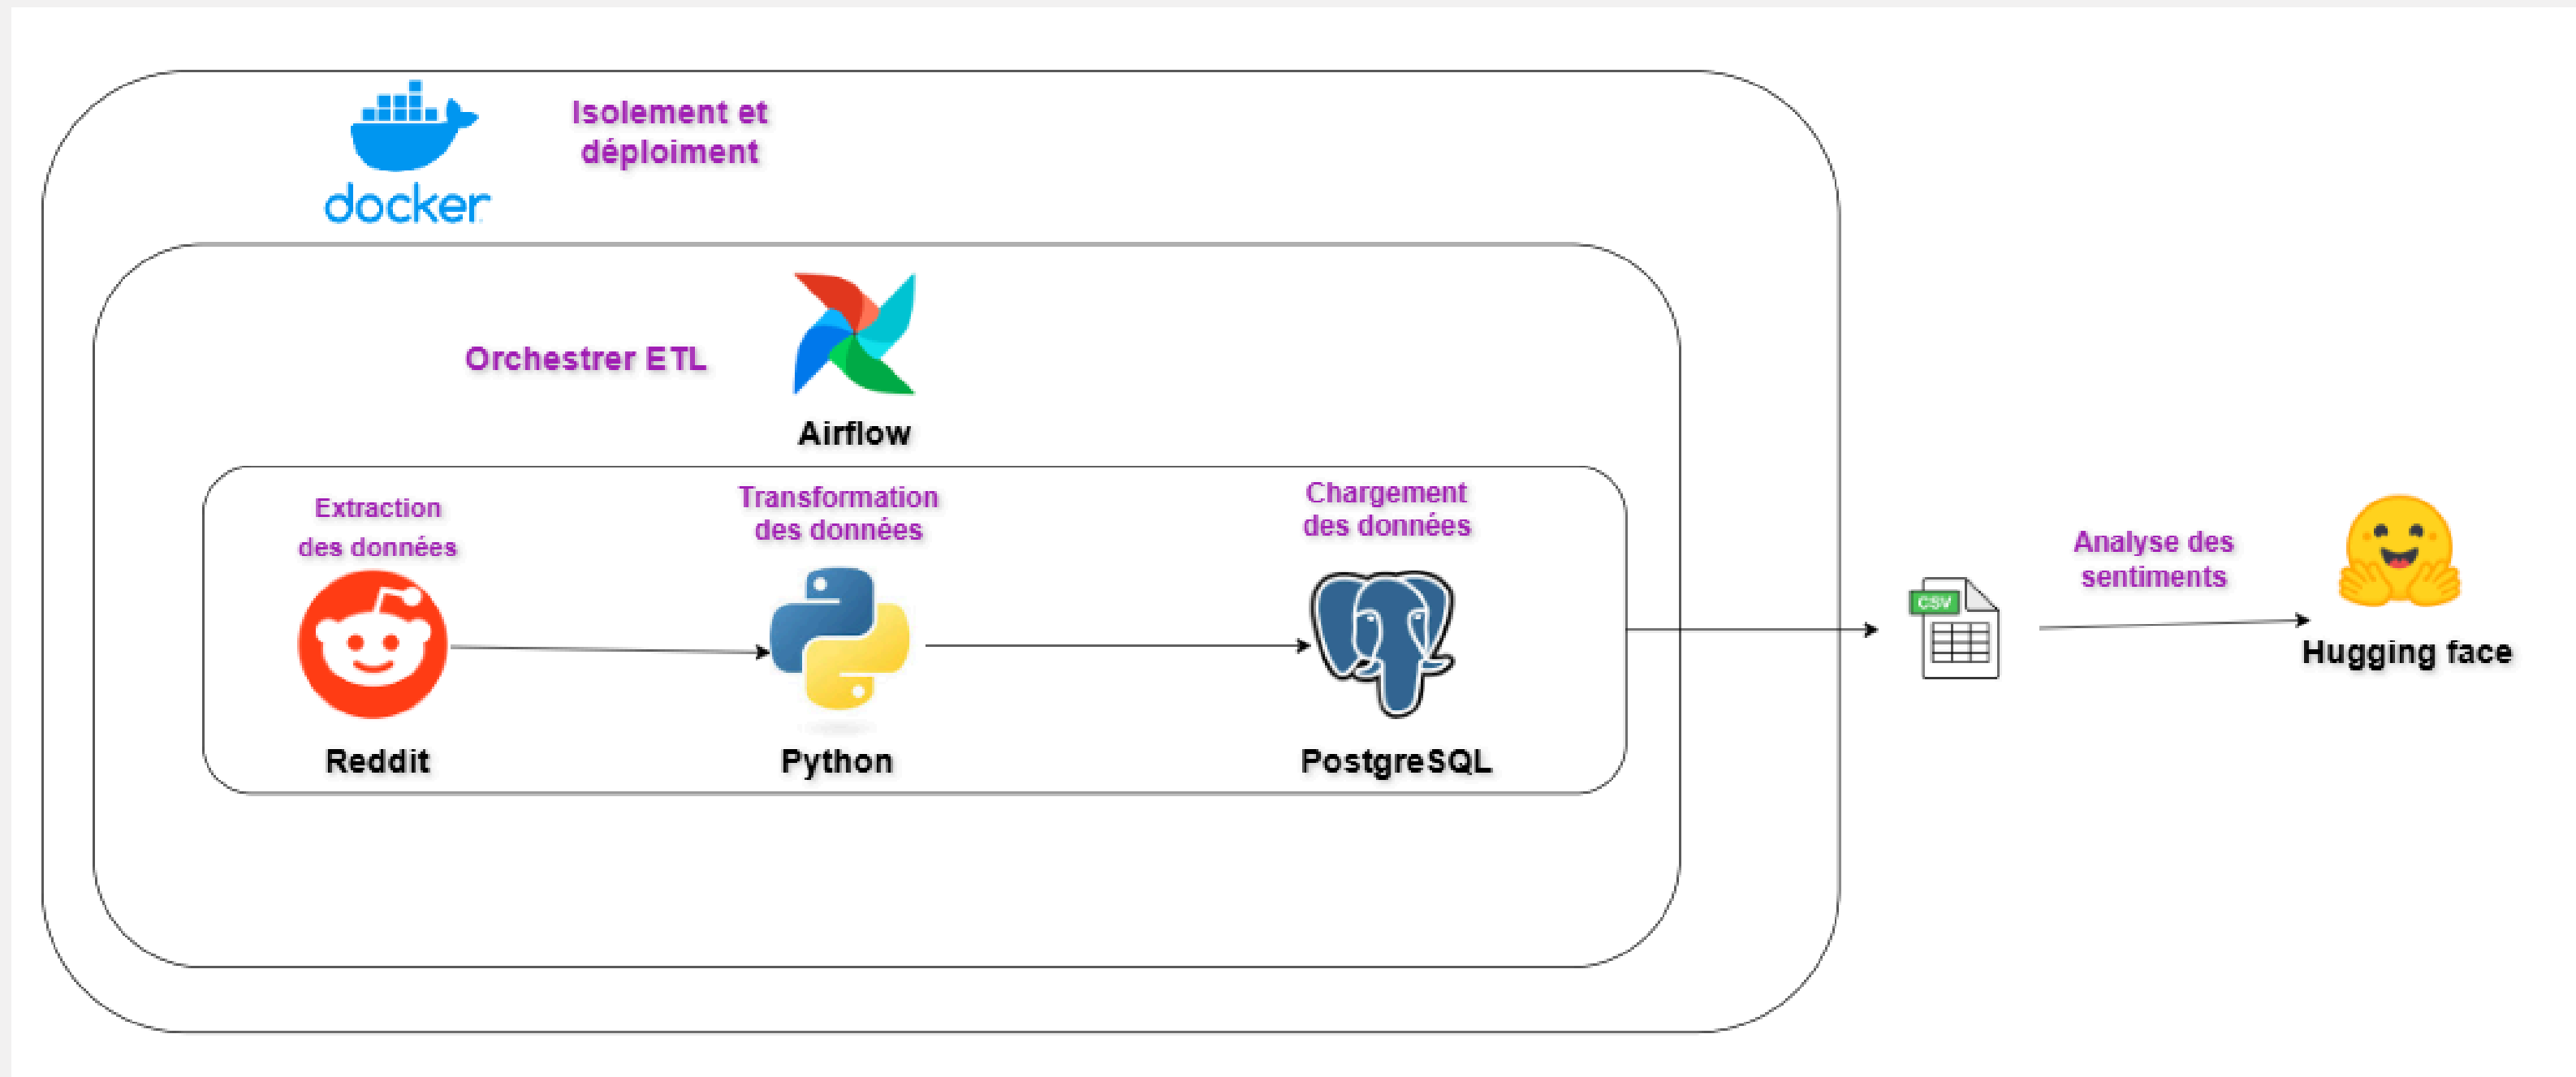 docker
Isolement et
déploiment
Orchestrer ETL
Airflow
Extraction
des données
Transformation
des données
Chargement
des données
Reddit
Python
PostgreSQL
CSV
Analyse des
sentiments
Hugging face